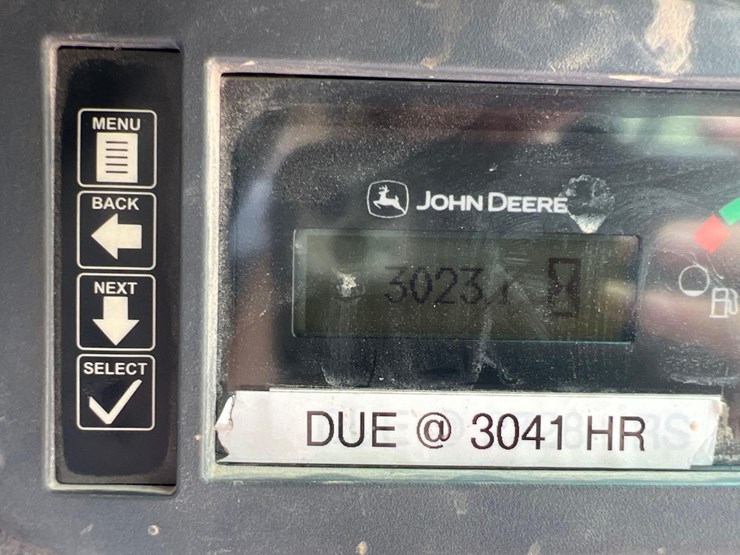 MENU
BACK
NEXT
SELECT
JOHN DEERE
3023.
DUE @ 3041 HR